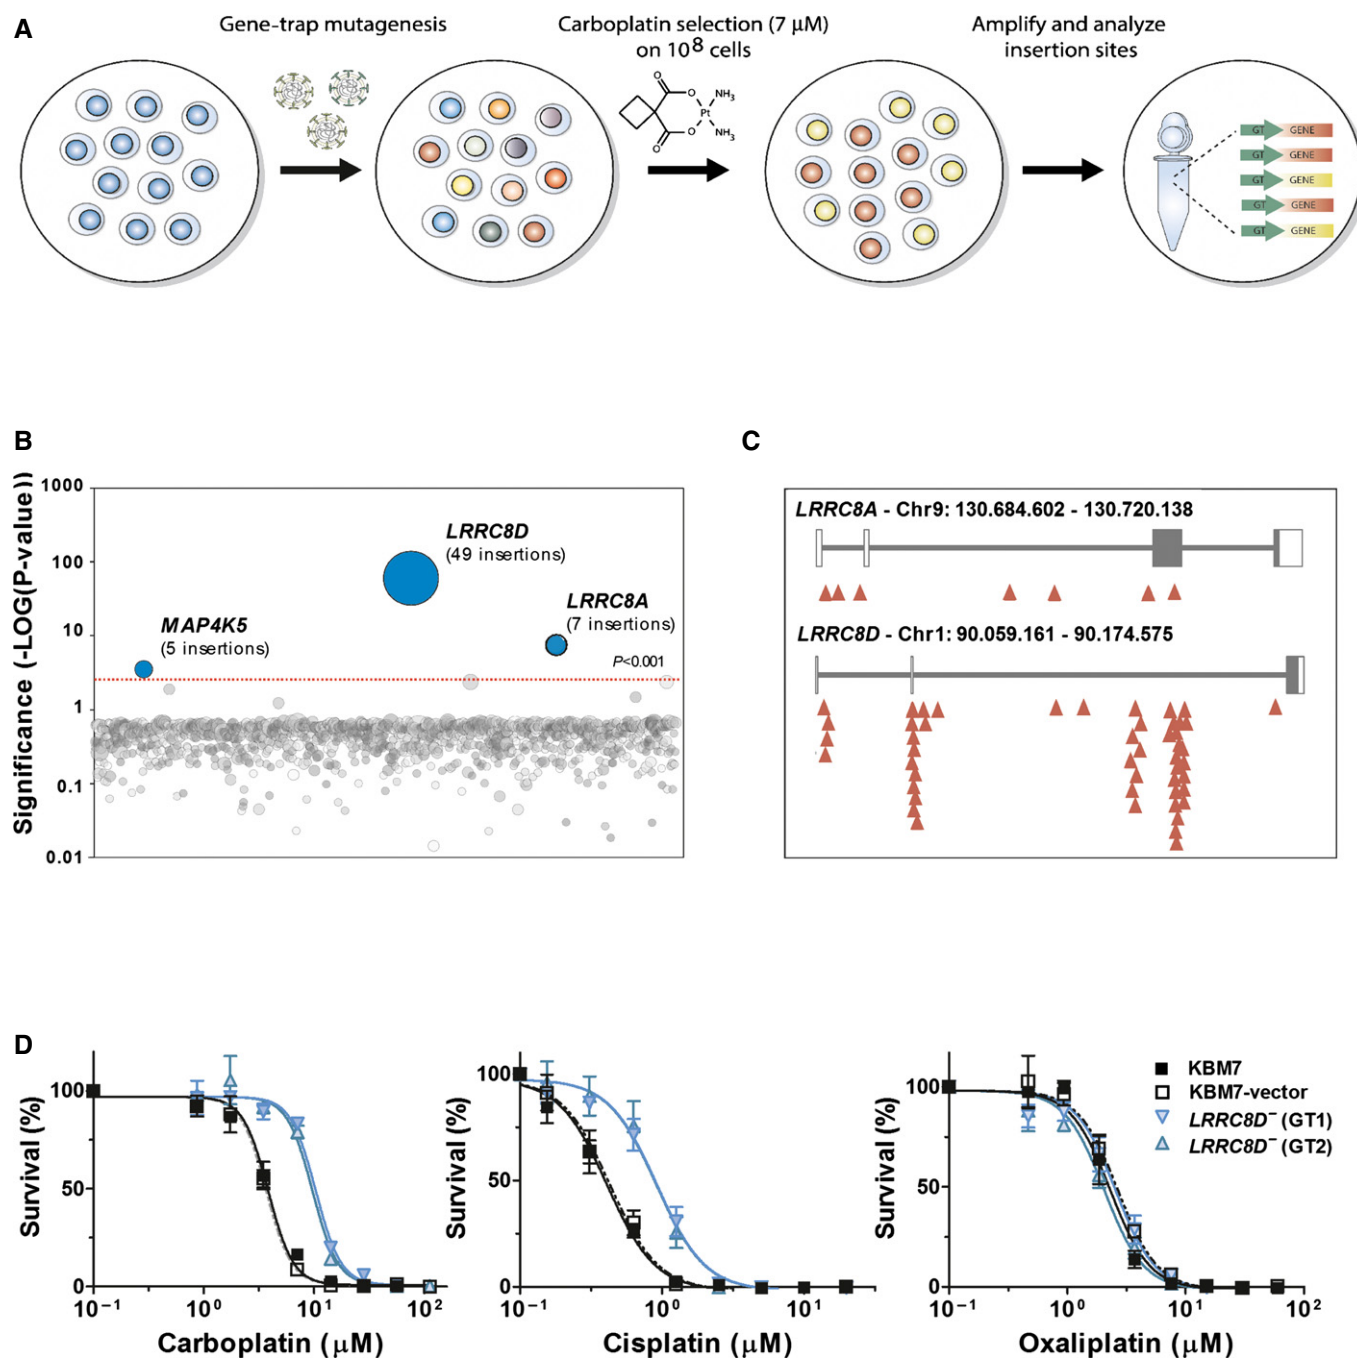 A
Gene-trap mutagenesis
Carboplatin selection (7 µM)
on 10⁸ cells
Amplify and analyze
insertion sites
O
O
O
O
Pt
NH₃
NH₃
GT GENE
GT GENE
GT GENE
GT GENE
GT GENE
B
Significance (-LOG(P-value))
1000
100
10
1
0.1
0.01
LRRC8D
(49 insertions)
LRRC8A
(7 insertions)
MAP4K5
(5 insertions)
P<0.001
C
LRRC8A - Chr9: 130.684.602 - 130.720.138
LRRC8D - Chr1: 90.059.161 - 90.174.575
D
Survival (%)
100
50
0
10⁻¹ 10⁰ 10¹ 10²
Carboplatin (µM)
Survival (%)
100
50
0
10⁻¹ 10⁰ 10¹
Cisplatin (µM)
Survival (%)
100
50
0
10⁻¹ 10⁰ 10¹ 10²
Oxaliplatin (µM)
KBM7
KBM7-vector
LRRC8D⁻ (GT1)
LRRC8D⁻ (GT2)